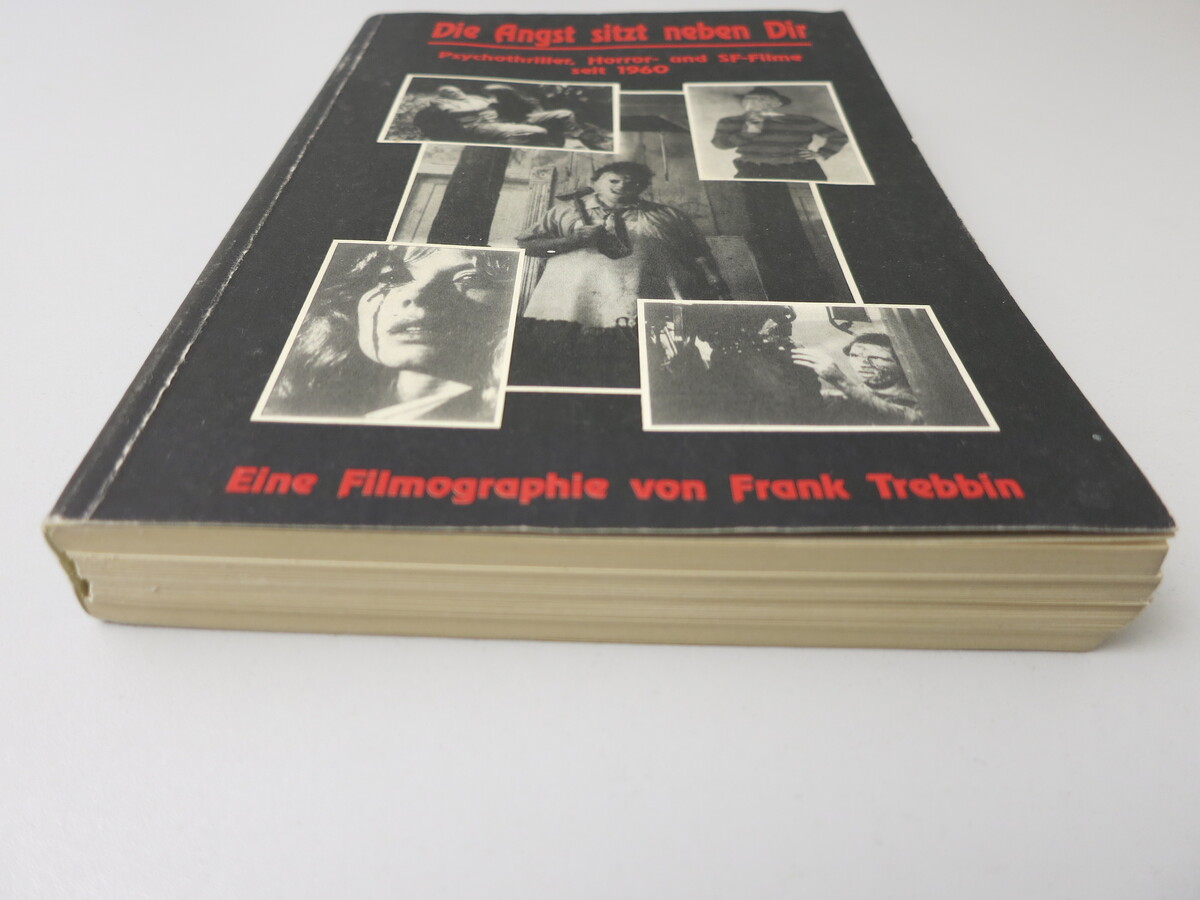 Die Angst sitzt neben Dir
Psychothriller, Horror- und SF-Filme
seit 1960
Eine Filmographie von Frank Trebbin